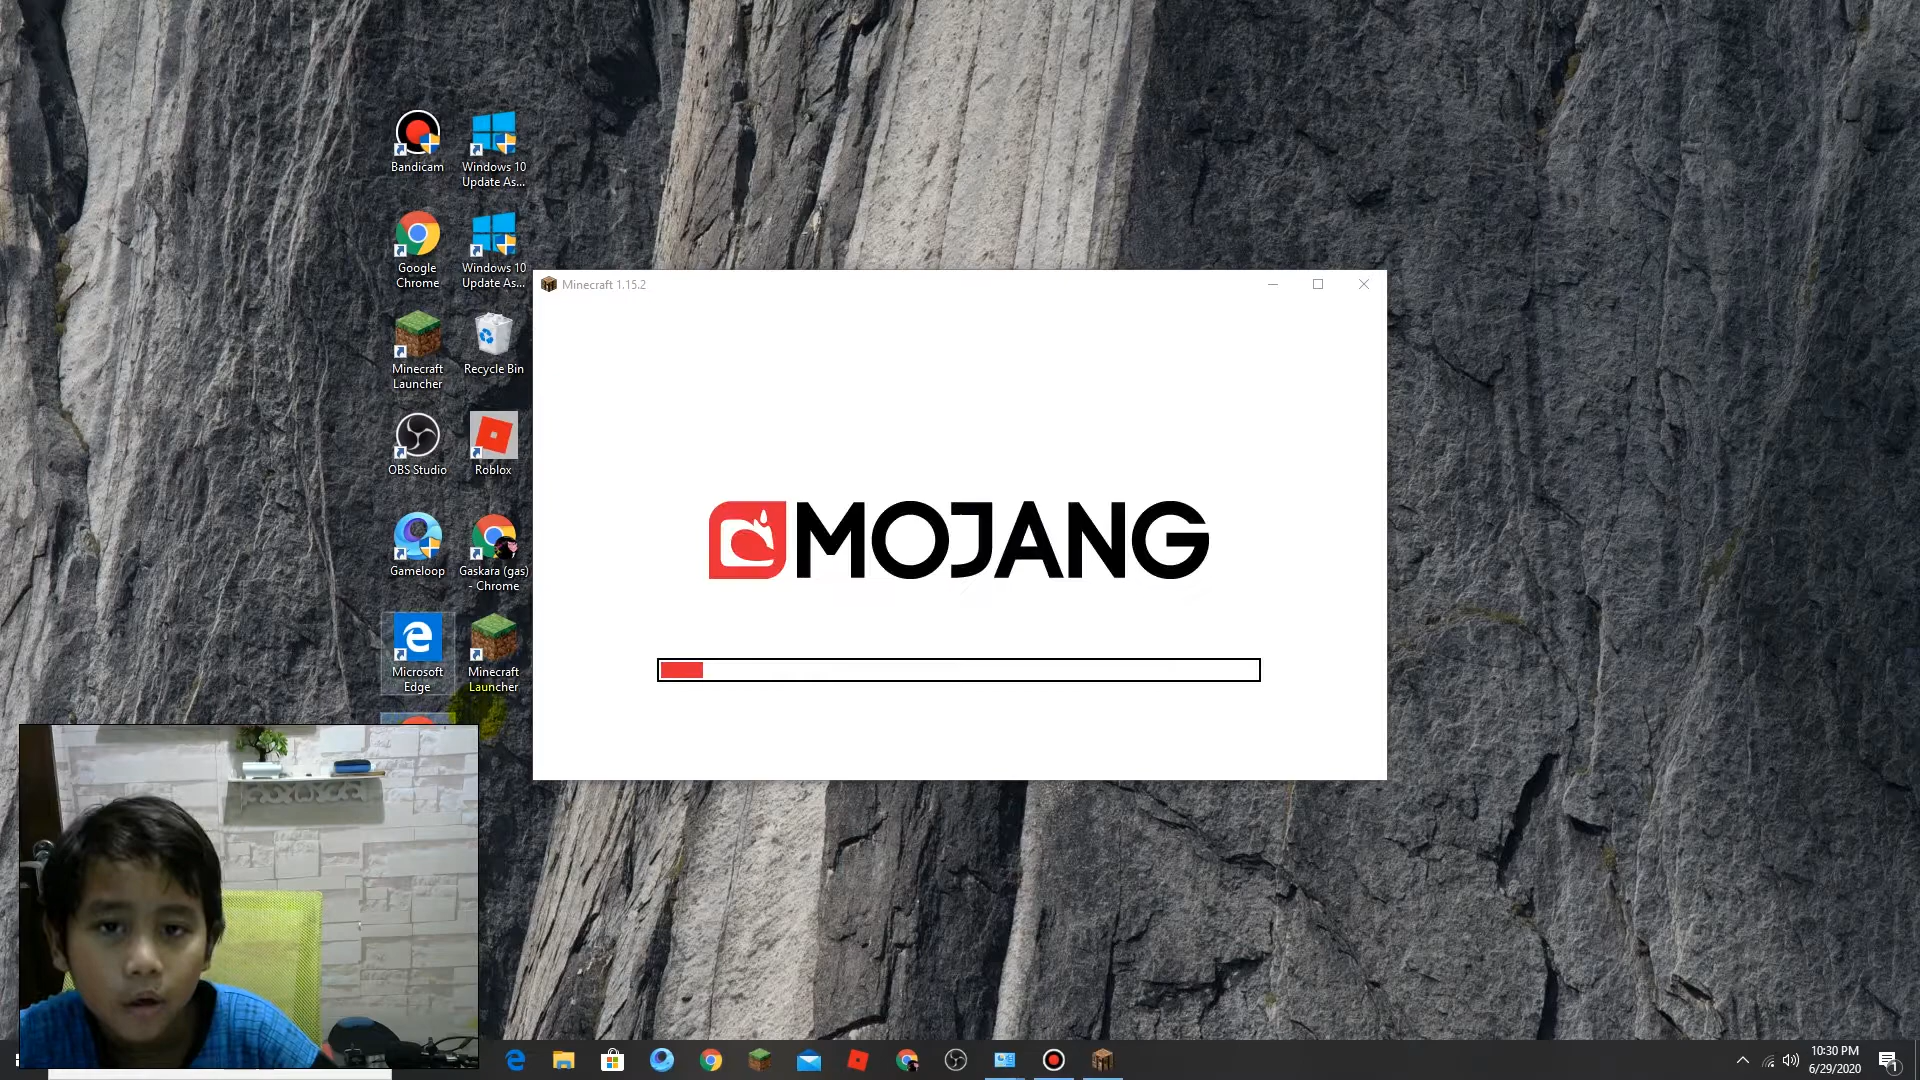 Bandicam
Windows 10
Update As...
Google
Chrome
Windows 10
Update As...
Minecraft
Launcher
Recycle Bin
OBS Studio
Roblox
Gameloop
Gaskara (gas)
- Chrome
Microsoft
Edge
Minecraft
Launcher
Minecraft 1.15.2
MOJANG
10:30 PM
6/29/2020
1